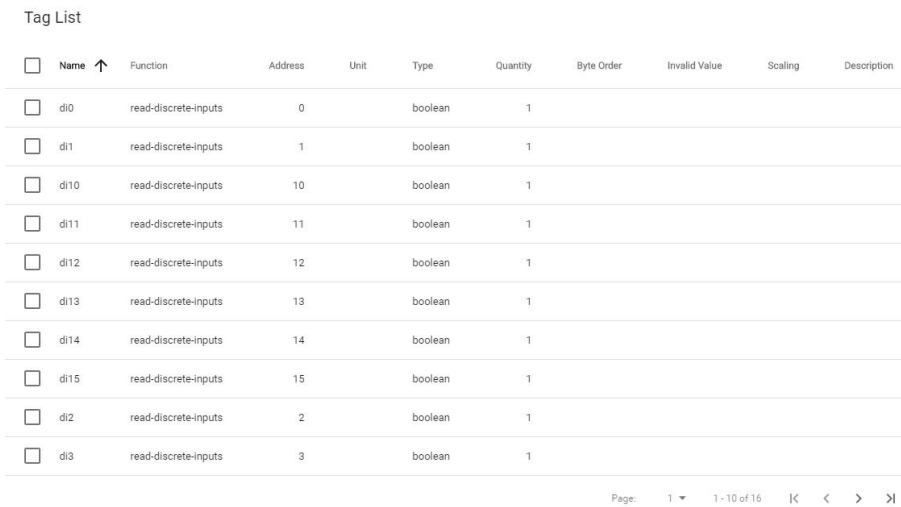 Tag List
Name Function Address Unit Type Quantity Byte Order Invalid Value Scaling Description
di0 read-discrete-inputs 0 boolean 1
di1 read-discrete-inputs 1 boolean 1
di10 read-discrete-inputs 10 boolean 1
di11 read-discrete-inputs 11 boolean 1
di12 read-discrete-inputs 12 boolean 1
di13 read-discrete-inputs 13 boolean 1
di14 read-discrete-inputs 14 boolean 1
di15 read-discrete-inputs 15 boolean 1
di2 read-discrete-inputs 2 boolean 1
di3 read-discrete-inputs 3 boolean 1
Page: 1 1 - 10 of 16